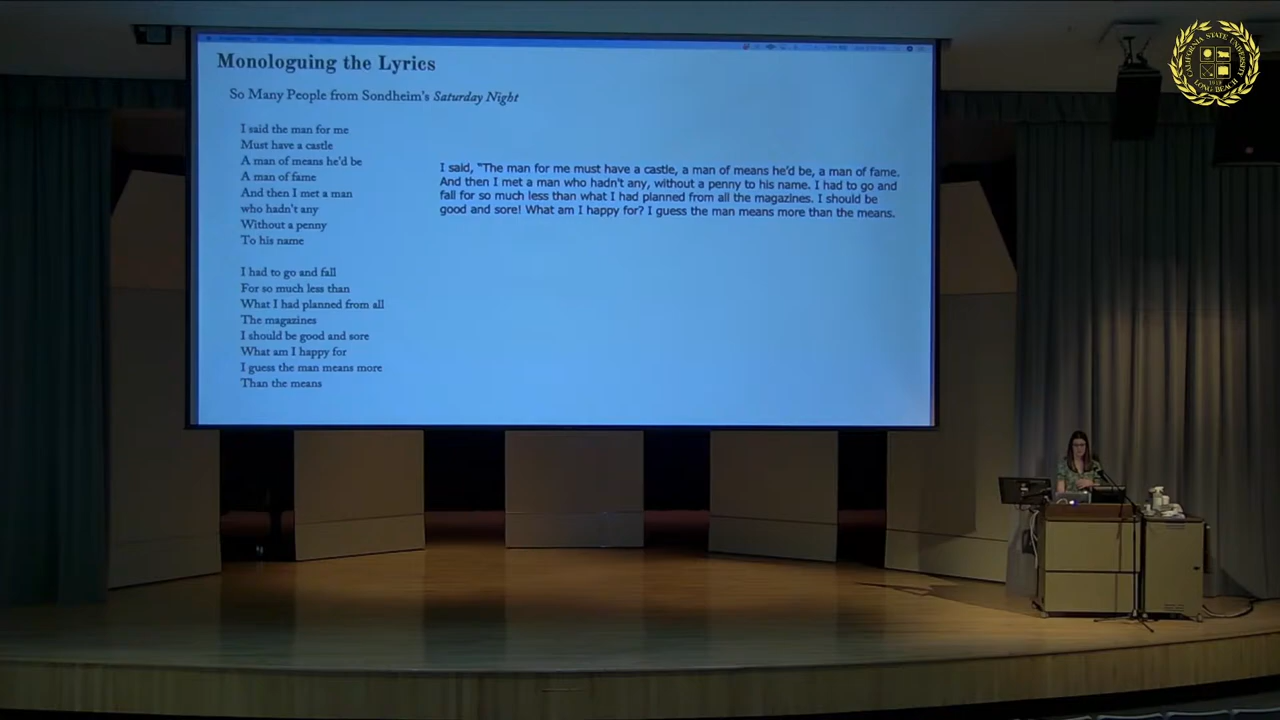 Monologuing the Lyrics
So Many People from Sondheim's Saturday Night
I said the man for me
Must have a castle
A man of means he'd be
A man of fame
And then I met a man
who hadn't any
Without a penny
To his name
I had to go and fall
For so much less than
What I had planned from all
The magazines
I should be good and sore
What am I happy for
I guess the man means more
Than the means
I said, "The man for me must have a castle, a man of means he'd be, a man of fame.
And then I met a man who hadn't any, without a penny to his name. I had to go and
fall for so much less than what I had planned from all the magazines. I should be
good and sore! What am I happy for? I guess the man means more than the means.
CALIFORNIA STATE UNIVERSITY
LONG BEACH
1949